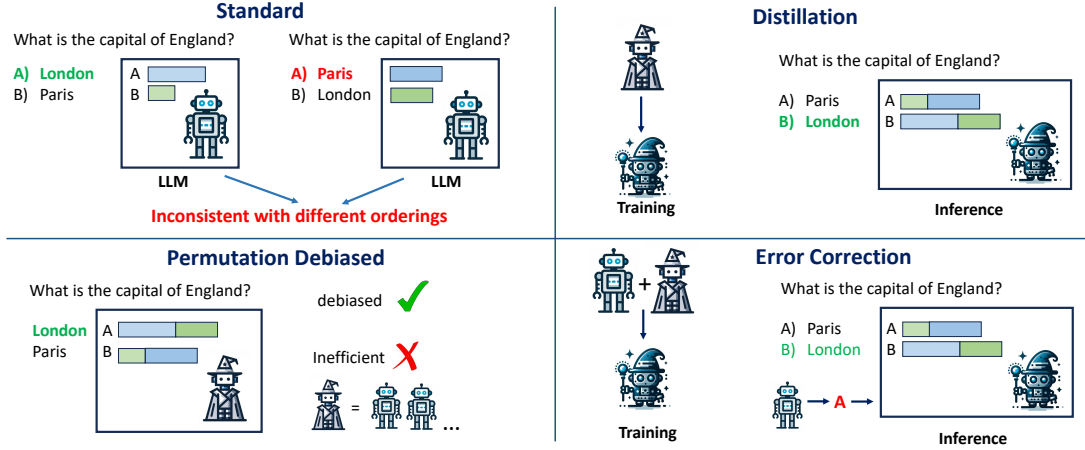 Standard
What is the capital of England?
A) London
B) Paris
A
B
LLM
What is the capital of England?
A) Paris
B) London
LLM
Inconsistent with different orderings
Distillation
Training
What is the capital of England?
A) Paris
B) London
A
B
Inference
Permutation Debiased
What is the capital of England?
London
Paris
A
B
debiased
Inefficient
=
...
Error Correction
+
Training
What is the capital of England?
A) Paris
B) London
A
B
A
Inference